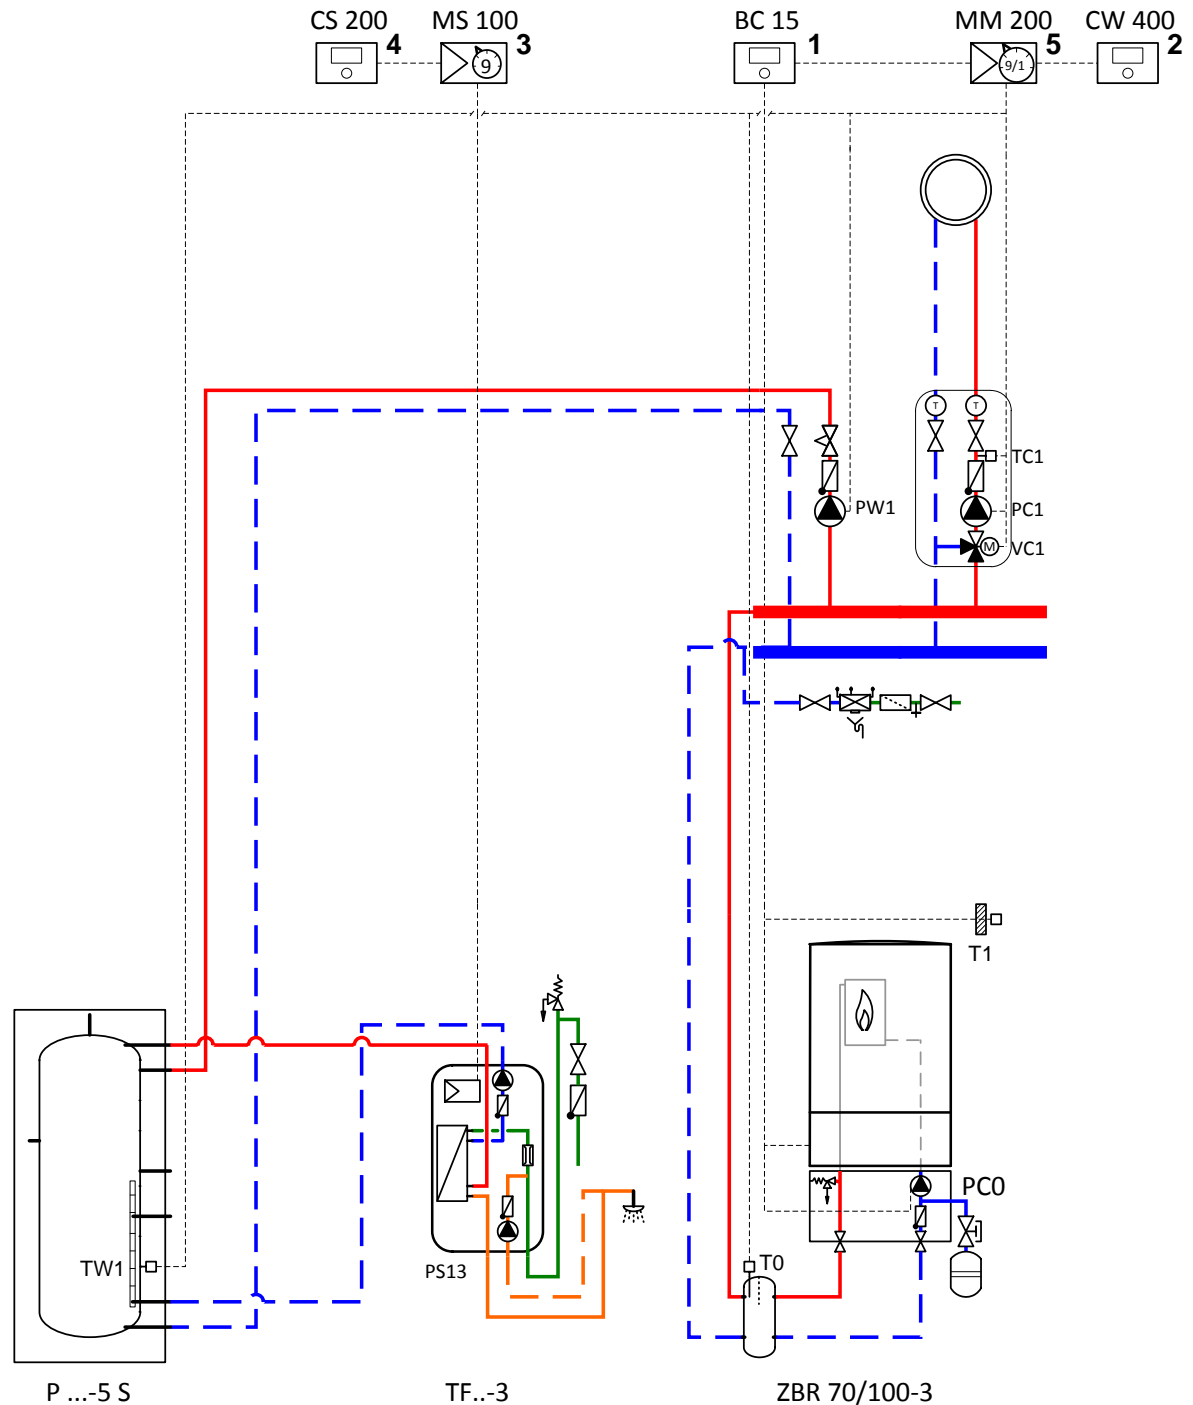 CS 200 MS 100 BC 15 MM 200 CW 400
4 3 1 5 2
9 9/1
T T
TC1
PW1 PC1
M VC1
T1
PC0
TW1 PS13 T0
P ...-5 S TF..-3 ZBR 70/100-3